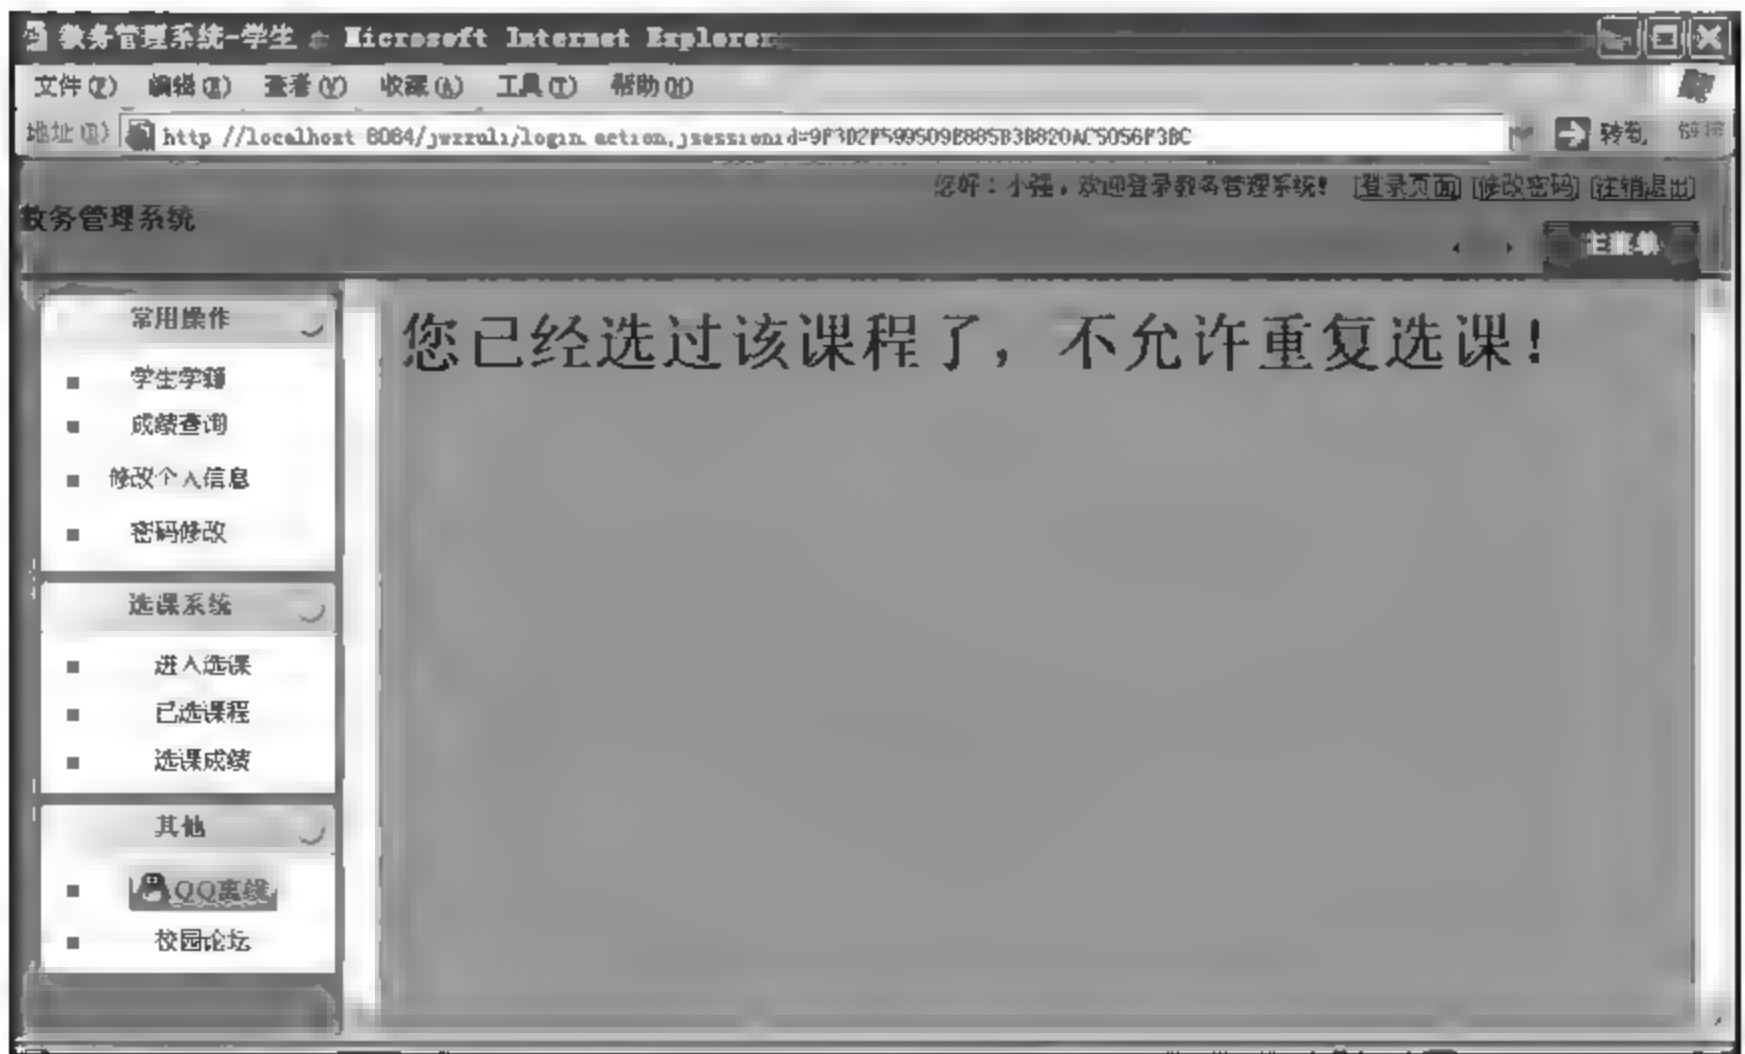 教务管理系统-学生 - Microsoft Internet Explorer
文件(F) 编辑(E) 查看(V) 收藏(A) 工具(T) 帮助(H)
地址(D) 转到 链接
您好：小强，欢迎登录教务管理系统! [登录页面] [修改密码] [注销退出]
教务管理系统
主菜单
常用操作
学生学籍
成绩查询
修改个人信息
密码修改
选课系统
进入选课
已选课程
选课成绩
其他
QQ离线
校园论坛
您已经选过该课程了，不允许重复选课!